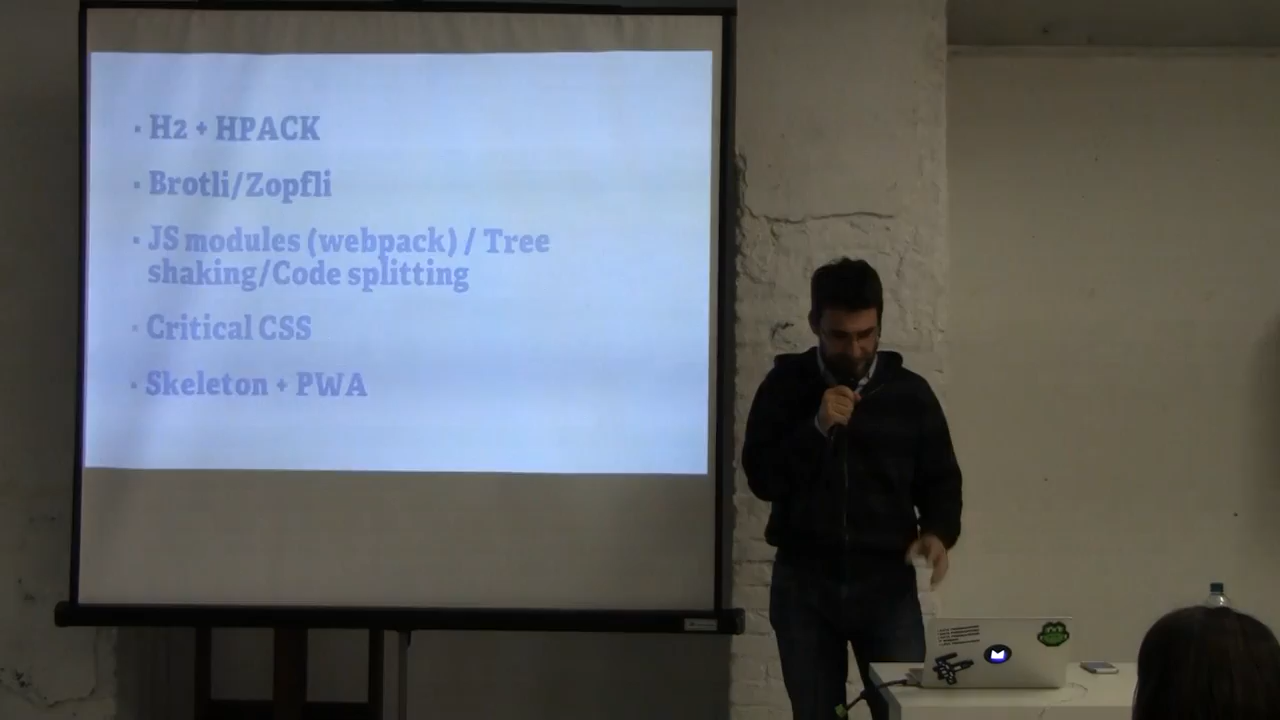 · H2 + HPACK
· Brotli/Zopfli
· JS modules (webpack) / Tree
shaking/Code splitting
· Critical CSS
· Skeleton + PWA